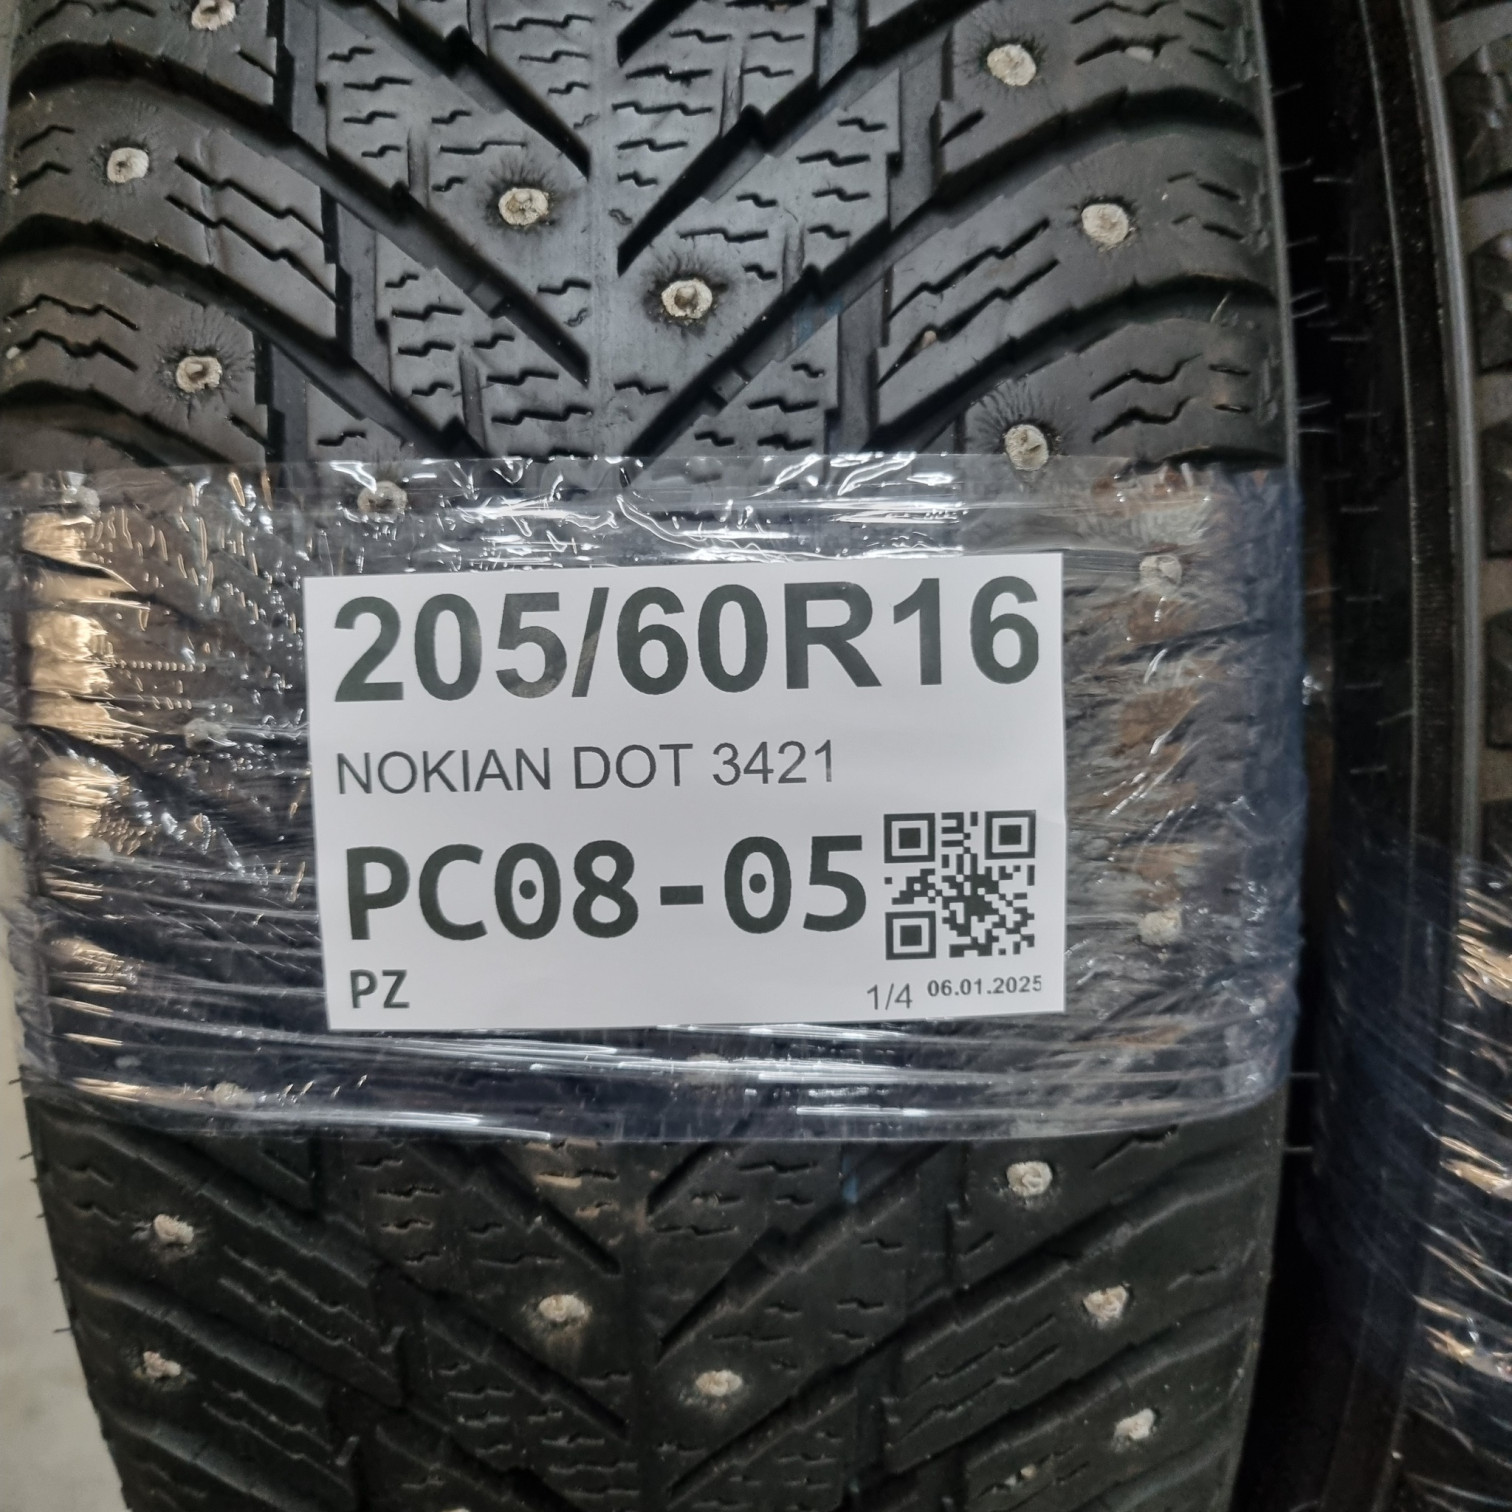 205/60R16
NOKIAN DOT 3421
PC08-05
PZ
1/4 06.01.2025